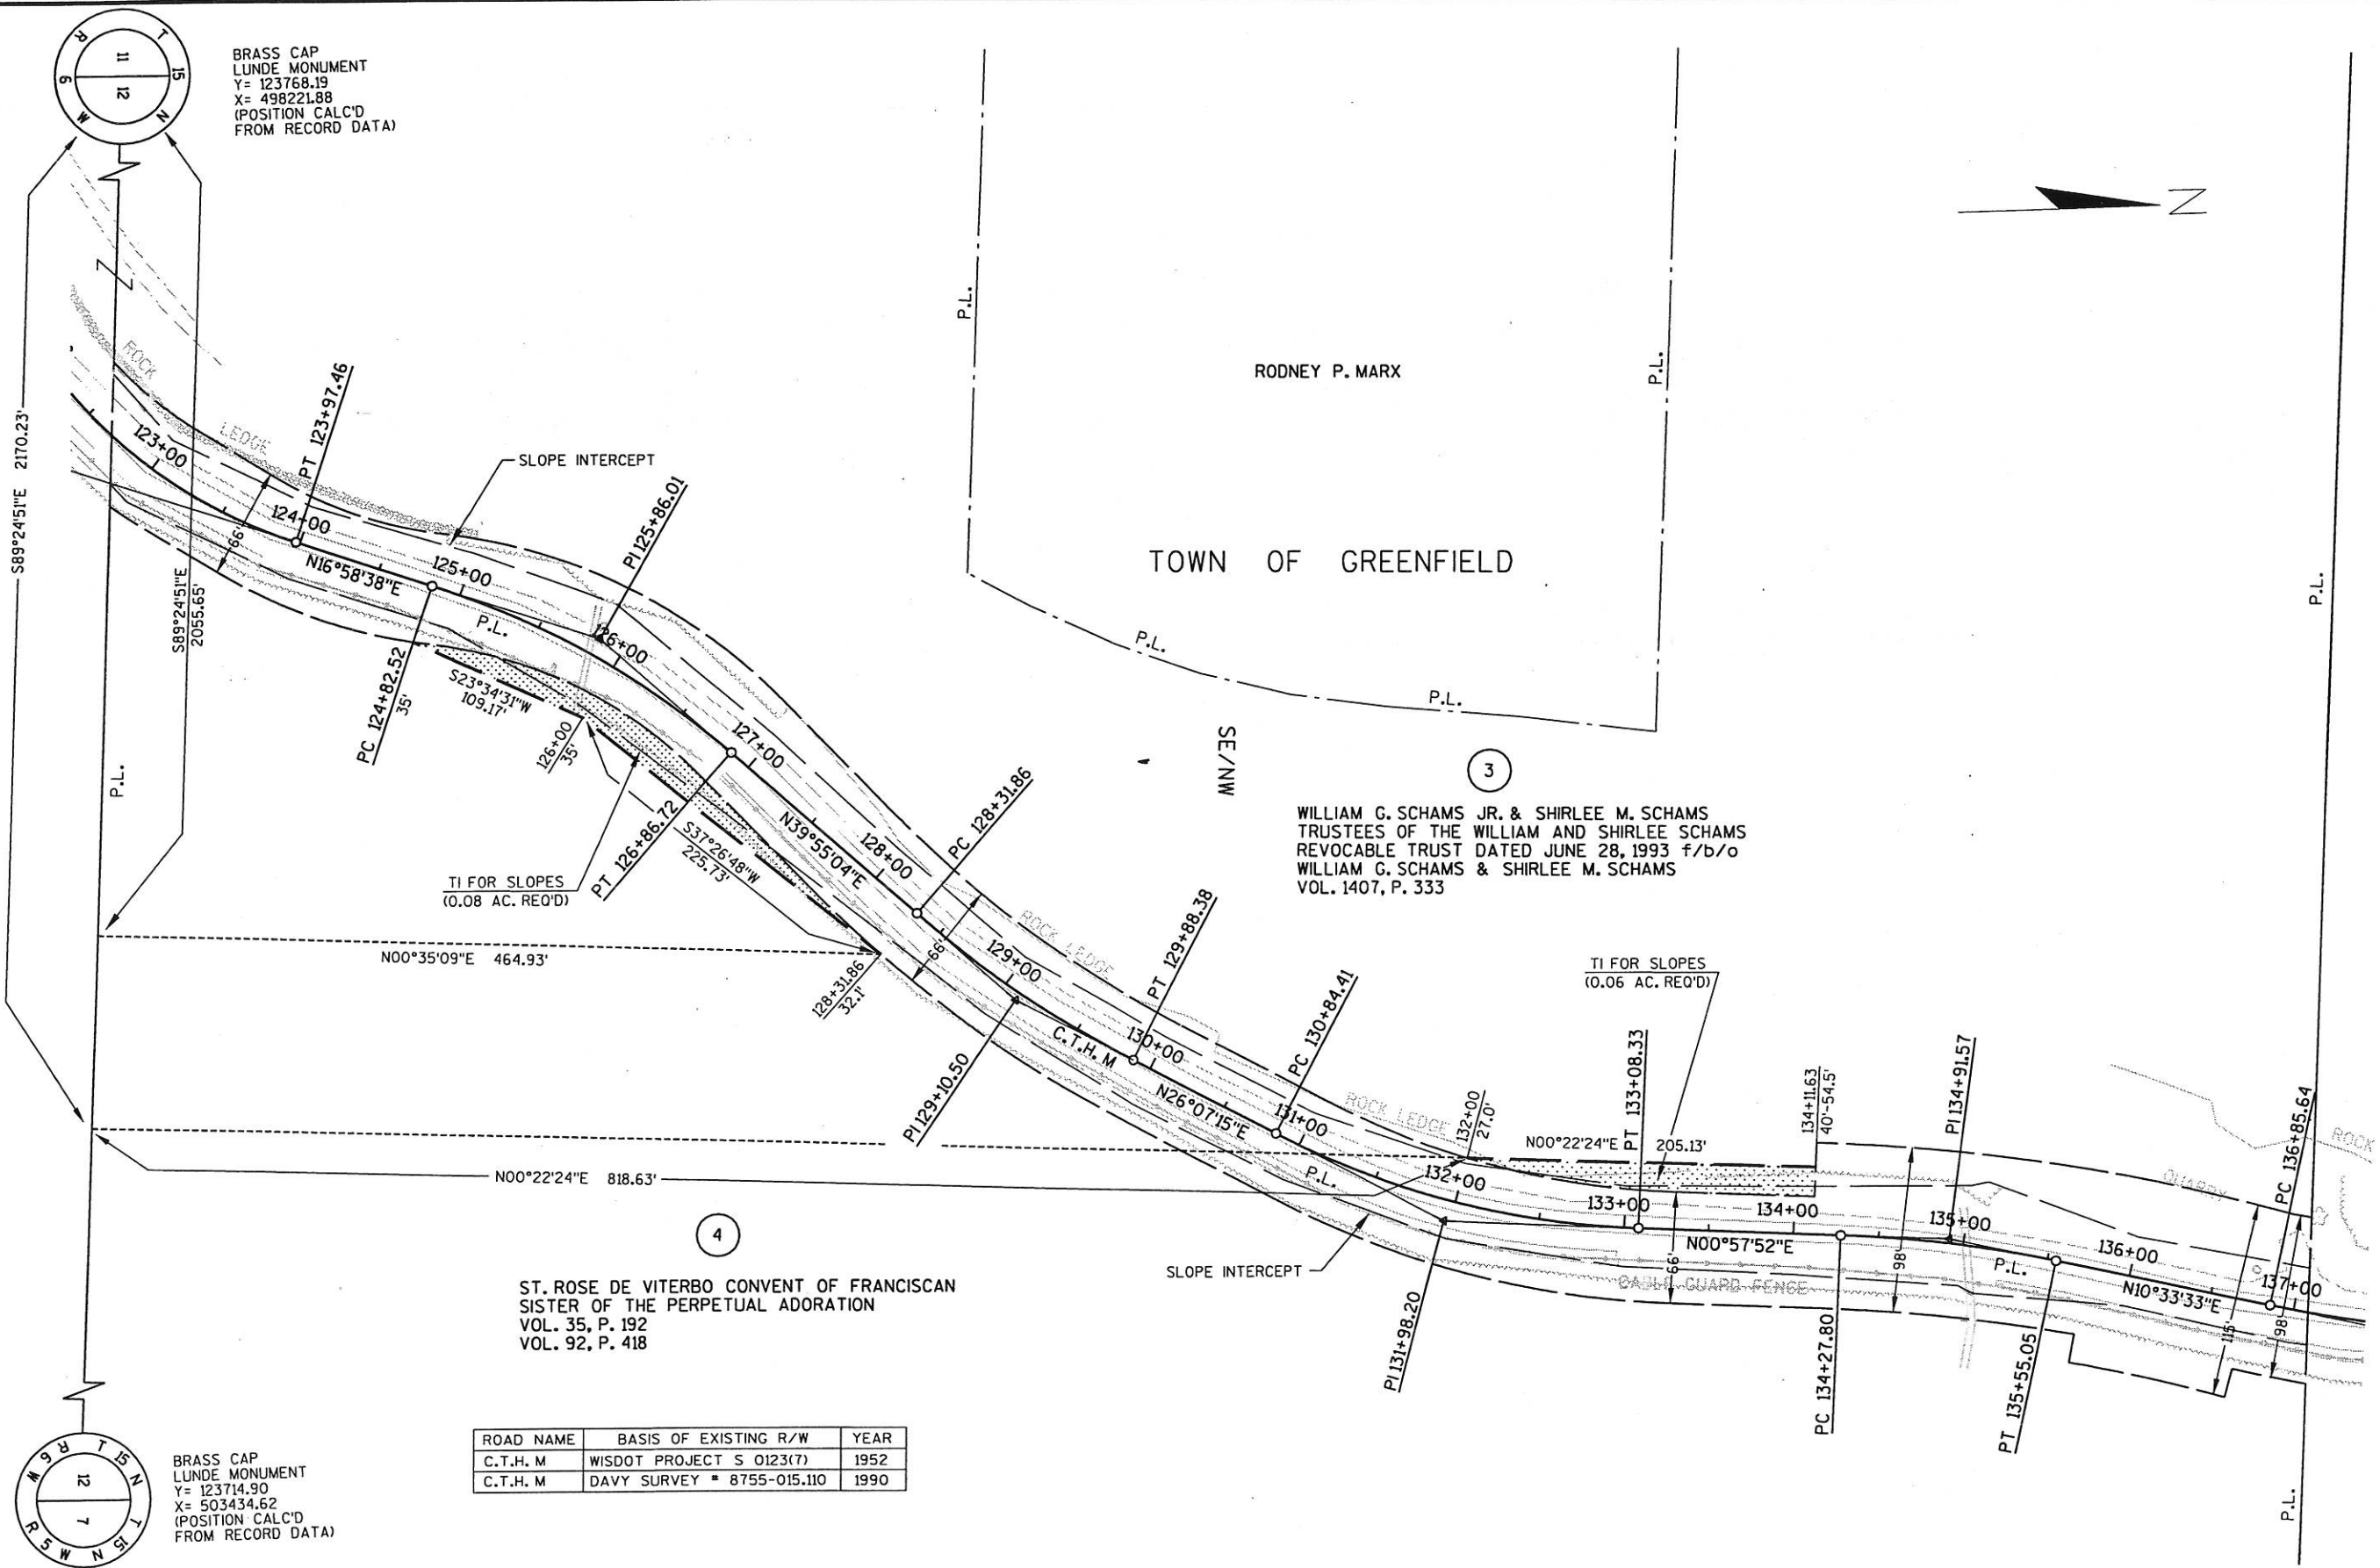 R T
11 15
6 12
W N
BRASS CAP
LUNDE MONUMENT
Y= 123768.19
X= 498221.88
(POSITION CALC'D
FROM RECORD DATA)
S89°24'51"E 2170.23'
S89°24'51"E
2055.65'
P.L.
ROCK
LEDGE
123+00
PT 123+97.46
124+00
66'
N16°58'38"E
125+00
SLOPE INTERCEPT
PI 125+86.01
126+00
P.L.
PC 124+82.52
35'
S23°34'31"W
109.17'
126+00
35'
127+00
TI FOR SLOPES
(0.08 AC. REQ'D)
PT 126+86.72
S37°26'48"W
225.73'
N39°55'04"E
128+00
PC 128+31.86
66'
N00°35'09"E 464.93'
128+31.86
32.1'
129+00
ROCK LEDGE
PI 129+10.50
C.T.H. M
130+00
PT 129+88.38
N26°07'15"E
PC 130+84.41
131+00
P.L.
ROCK LEDGE
132+00
27.0'
N00°22'24"E 205.13'
N00°22'24"E 818.63'
132+00
SLOPE INTERCEPT
PI 131+98.20
133+00
PT 133+08.33
TI FOR SLOPES
(0.06 AC. REQ'D)
134+11.63
40'-54.5'
134+00
66'
N00°57'52"E
CABLE GUARD FENCE
PC 134+27.80
98'
PI 134+91.57
135+00
P.L.
PT 135+55.05
136+00
N10°33'33"E
QUARRY
ROCK
PC 136+85.64
137+00
115'
98'
P.L.
P.L.
P.L.
P.L.
P.L.
P.L.
N
RODNEY P. MARX
TOWN OF GREENFIELD
SE/NW
3
WILLIAM G. SCHAMS JR. & SHIRLEE M. SCHAMS
TRUSTEES OF THE WILLIAM AND SHIRLEE SCHAMS
REVOCABLE TRUST DATED JUNE 28, 1993 f/b/o
WILLIAM G. SCHAMS & SHIRLEE M. SCHAMS
VOL. 1407, P. 333
4
ST. ROSE DE VITERBO CONVENT OF FRANCISCAN
SISTER OF THE PERPETUAL ADORATION
VOL. 35, P. 192
VOL. 92, P. 418
ROAD NAME BASIS OF EXISTING R/W YEAR
C.T.H. M WISDOT PROJECT S 0123(7) 1952
C.T.H. M DAVY SURVEY # 8755-015.110 1990
R6W T15N
12
7
R5W T15N
BRASS CAP
LUNDE MONUMENT
Y= 123714.90
X= 503434.62
(POSITION CALC'D
FROM RECORD DATA)